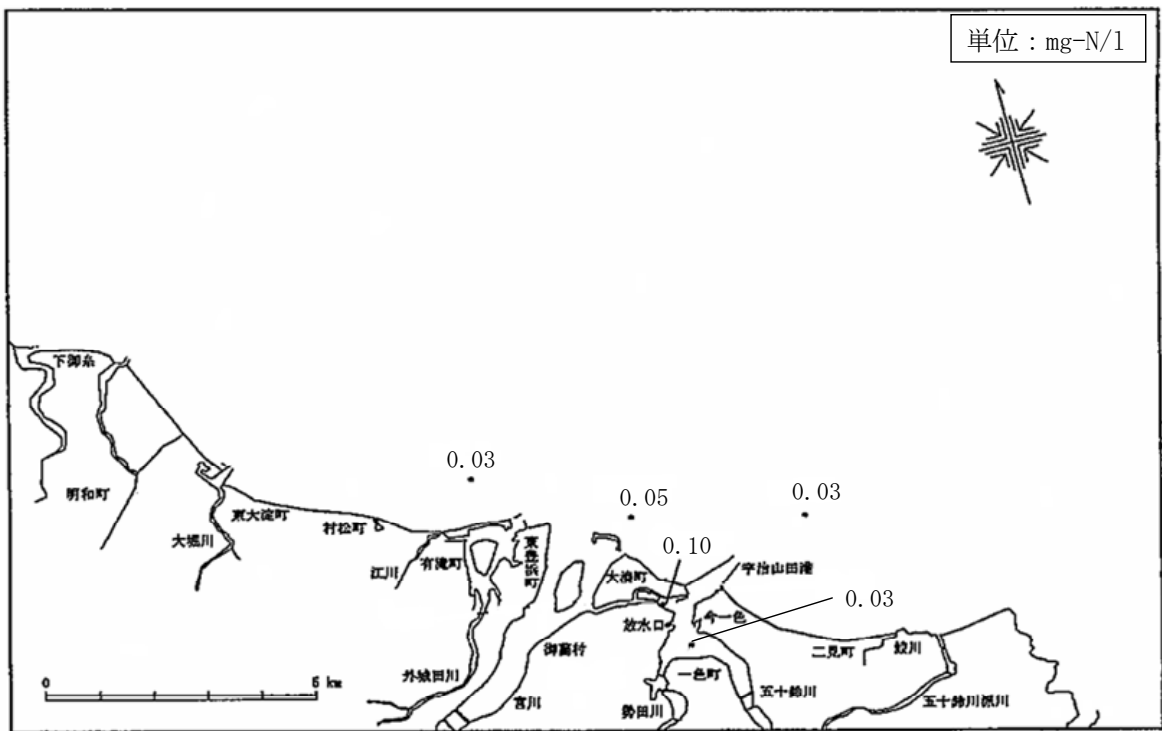 単位:mg-N/l
下御糸
0.03
明和町
0.05
0.03
東大淀町
村松町
大堀川
0.10
江川
有滝町
東豊浜町
大湊町
宇治山田港
0.03
今一色
放水口
二見町
鮫川
御薗村
一色町
外城田川
宮川
勢田川
五十鈴川
五十鈴川派川
0
5 km